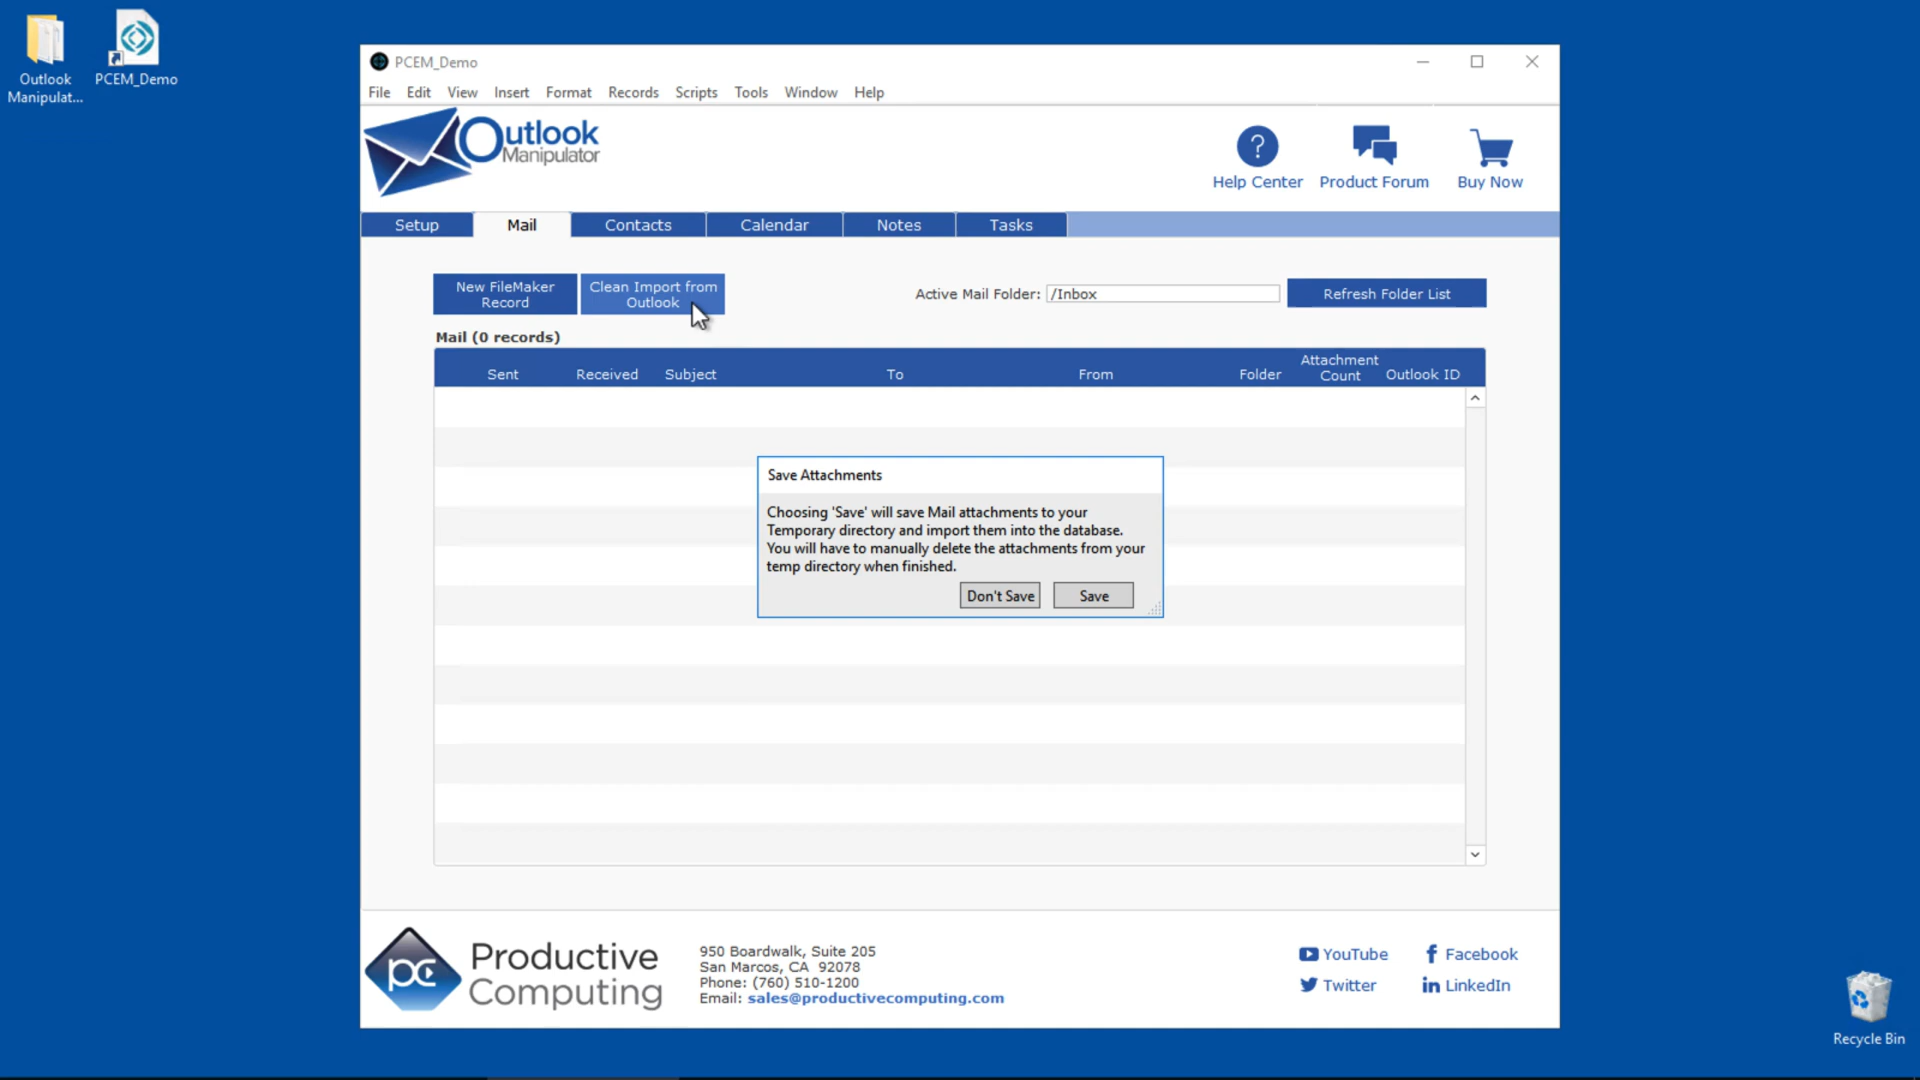 Outlook
Manipulat...
PCEM_Demo
PCEM_Demo
File Edit View Insert Format Records Scripts Tools Window Help
Outlook
Manipulator
?
Help Center Product Forum Buy Now
Setup Mail Contacts Calendar Notes Tasks
New FileMaker
Record
Clean Import from
Outlook
Active Mail Folder: /Inbox
Refresh Folder List
Mail (0 records)
Sent Received Subject To From Folder Attachment
Count Outlook ID
Save Attachments
Choosing 'Save' will save Mail attachments to your
Temporary directory and import them into the database.
You will have to manually delete the attachments from your
temp directory when finished.
Don't Save Save
pc
Productive
Computing
950 Boardwalk, Suite 205
San Marcos, CA 92078
Phone: (760) 510-1200
Email: sales@productivecomputing.com
YouTube Facebook
Twitter LinkedIn
Recycle Bin